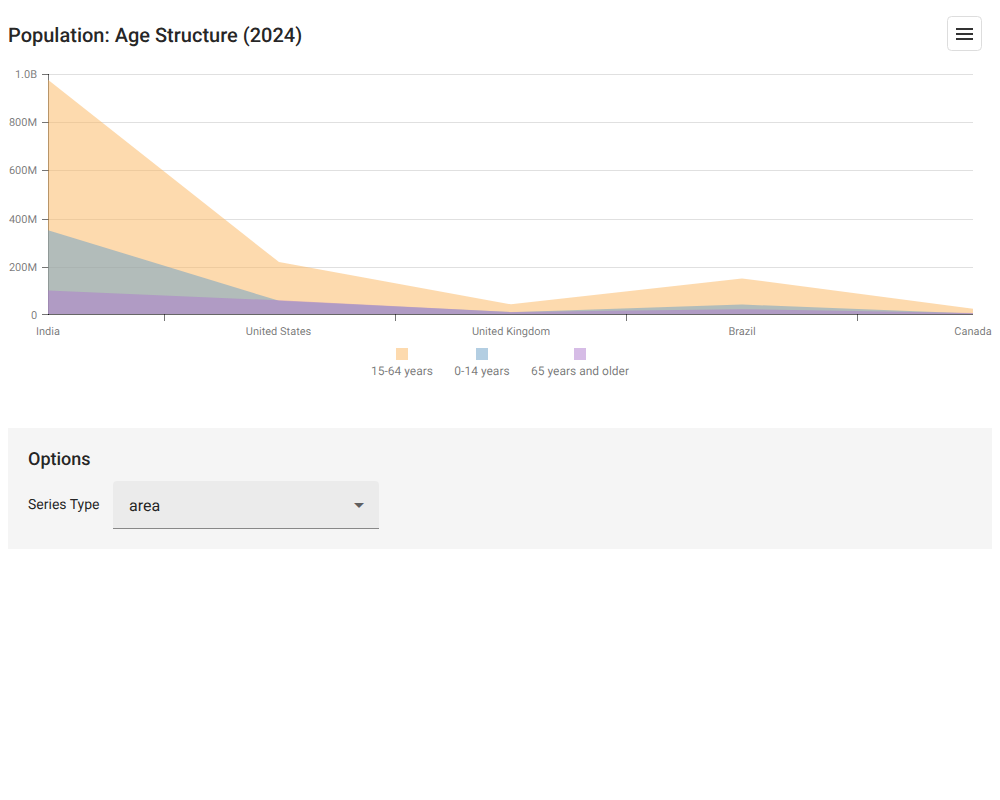 Population: Age Structure (2024)
1.0B
800M
600M
400M
200M
0
India United States United Kingdom Brazil Canada
15-64 years 0-14 years 65 years and older
Options
Series Type area